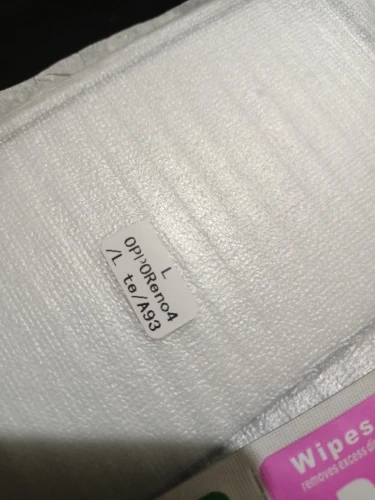 L
OPPOReno4
/L te/A93
Wipes
removes excess